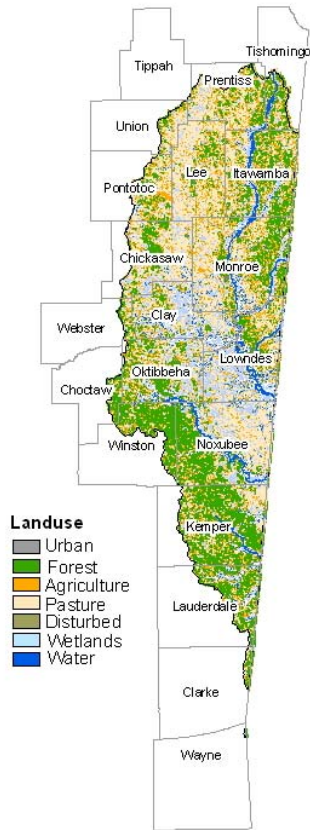 Tishomingo
Tippah
Prentiss
Union
Lee
Itawamba
Pontotoc
Chickasaw
Monroe
Clay
Webster
Lowndes
Oktibbeha
Choctaw
Winston
Noxubee
Landuse
Urban
Forest
Agriculture
Pasture
Disturbed
Wetlands
Water
Kemper
Lauderdale
Clarke
Wayne